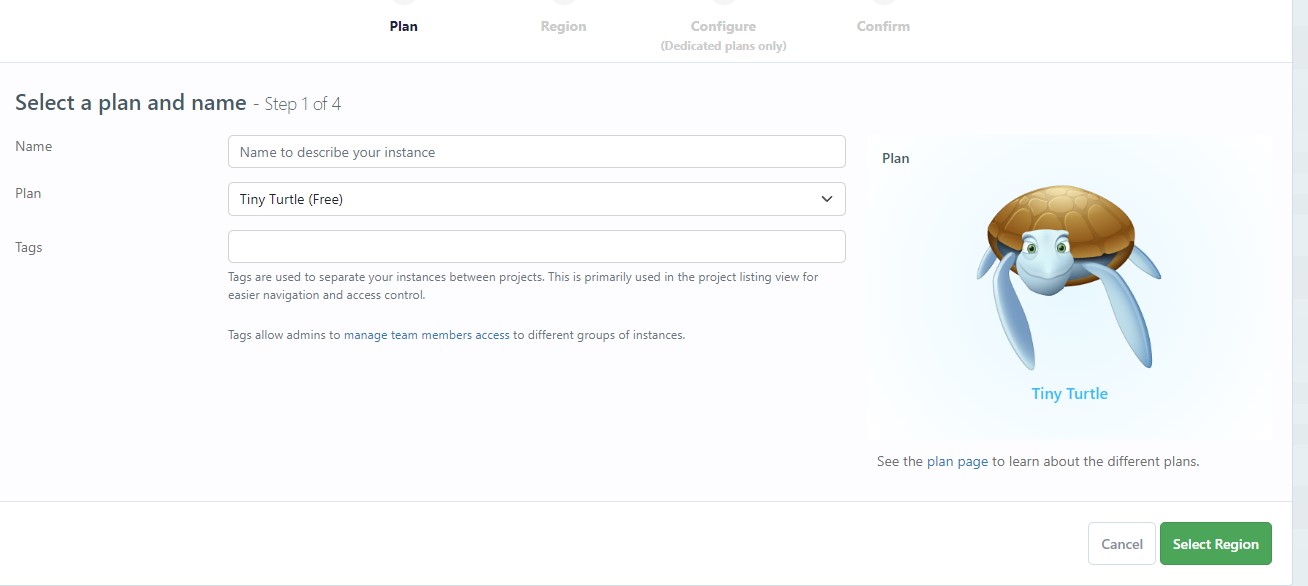 Plan Region Configure Confirm
(Dedicated plans only)
Select a plan and name - Step 1 of 4
Name
Name to describe your instance
Plan
Tiny Turtle (Free)
Tags
Tags are used to separate your instances between projects. This is primarily used in the project listing view for
easier navigation and access control.
Tags allow admins to manage team members access to different groups of instances.
Plan
Tiny Turtle
See the plan page to learn about the different plans.
Cancel
Select Region